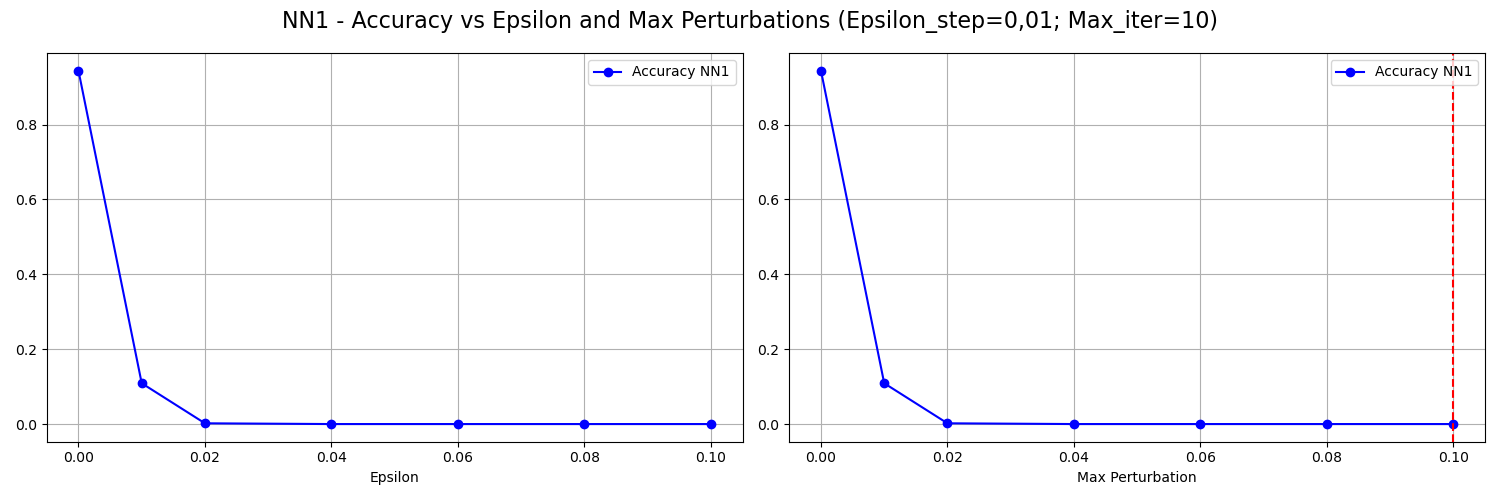 NN1 - Accuracy vs Epsilon and Max Perturbations (Epsilon_step=0,01; Max_iter=10)
Accuracy NN1
0.8
0.6
0.4
0.2
0.0
0.00 0.02 0.04 0.06 0.08 0.10
Epsilon
Accuracy NN1
0.8
0.6
0.4
0.2
0.0
0.00 0.02 0.04 0.06 0.08 0.10
Max Perturbation